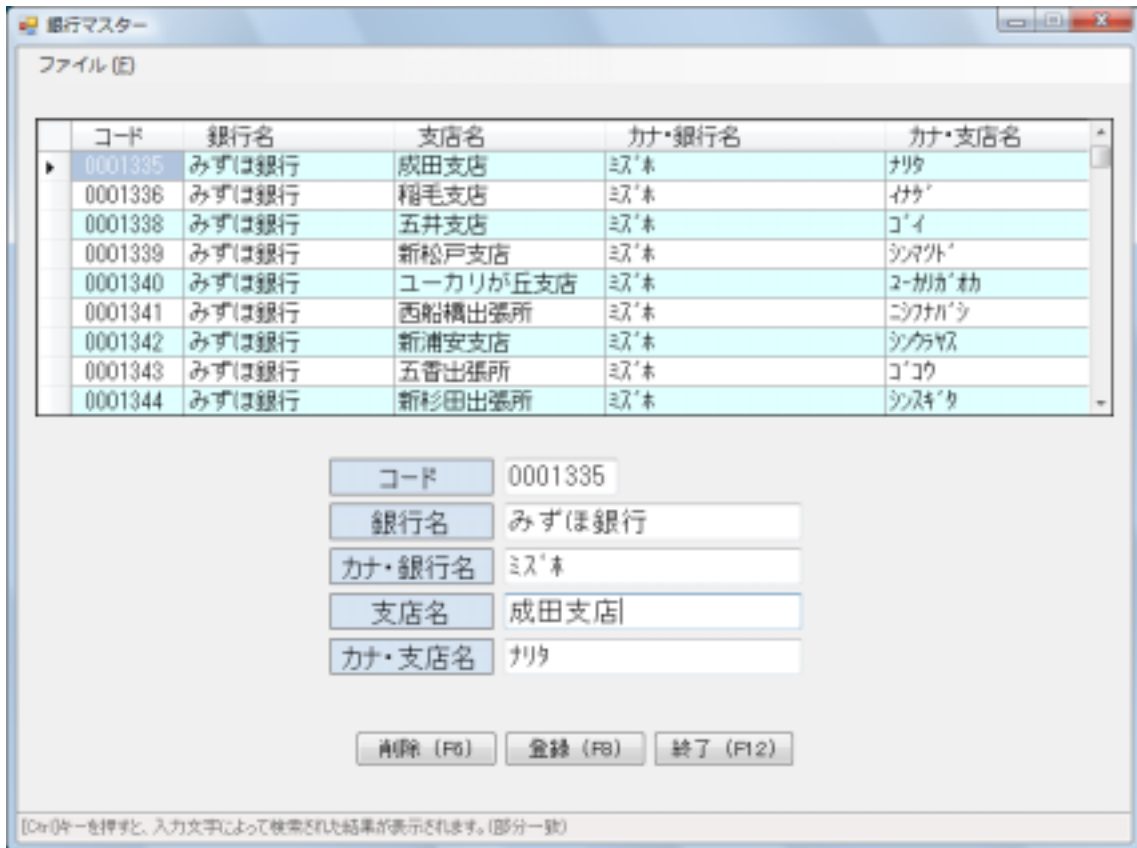 銀行マスター
ファイル(F)
コード 銀行名 支店名 カナ・銀行名 カナ・支店名
0001335 みずほ銀行 成田支店 ﾐｽﾞﾎ ﾅﾘﾀ
0001336 みずほ銀行 稲毛支店 ﾐｽﾞﾎ ｲﾅｹﾞ
0001338 みずほ銀行 五井支店 ﾐｽﾞﾎ ｺﾞｲ
0001339 みずほ銀行 新松戸支店 ﾐｽﾞﾎ ｼﾝﾏﾂﾄﾞ
0001340 みずほ銀行 ユーカリが丘支店 ﾐｽﾞﾎ ﾕｰｶﾘｶﾞｵｶ
0001341 みずほ銀行 西船橋出張所 ﾐｽﾞﾎ ﾆｼﾌﾅﾊﾞｼ
0001342 みずほ銀行 新浦安支店 ﾐｽﾞﾎ ｼﾝｳﾗﾔｽ
0001343 みずほ銀行 五香出張所 ﾐｽﾞﾎ ｺﾞｺｳ
0001344 みずほ銀行 新杉田出張所 ﾐｽﾞﾎ ｼﾝｽｷﾞﾀ
コード 0001335
銀行名 みずほ銀行
カナ・銀行名 ﾐｽﾞﾎ
支店名 成田支店
カナ・支店名 ﾅﾘﾀ
削除 (F6) 登録 (F8) 終了 (F12)
[Ctrl]キーを押すと、入力文字によって検索された結果が表示されます。(部分一致)